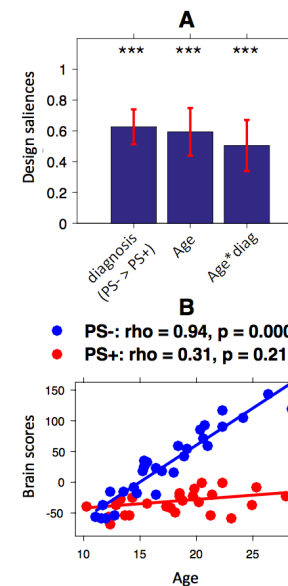 A
*** *** ***
Design saliences
1
0.8
0.6
0.4
0.2
0
diagnosis
(PS- > PS+)
Age
Age*diag
B
PS-: rho = 0.94, p = 0.000
PS+: rho = 0.31, p = 0.21
Brain scores
150
100
50
0
-50
10 15 20 25
Age